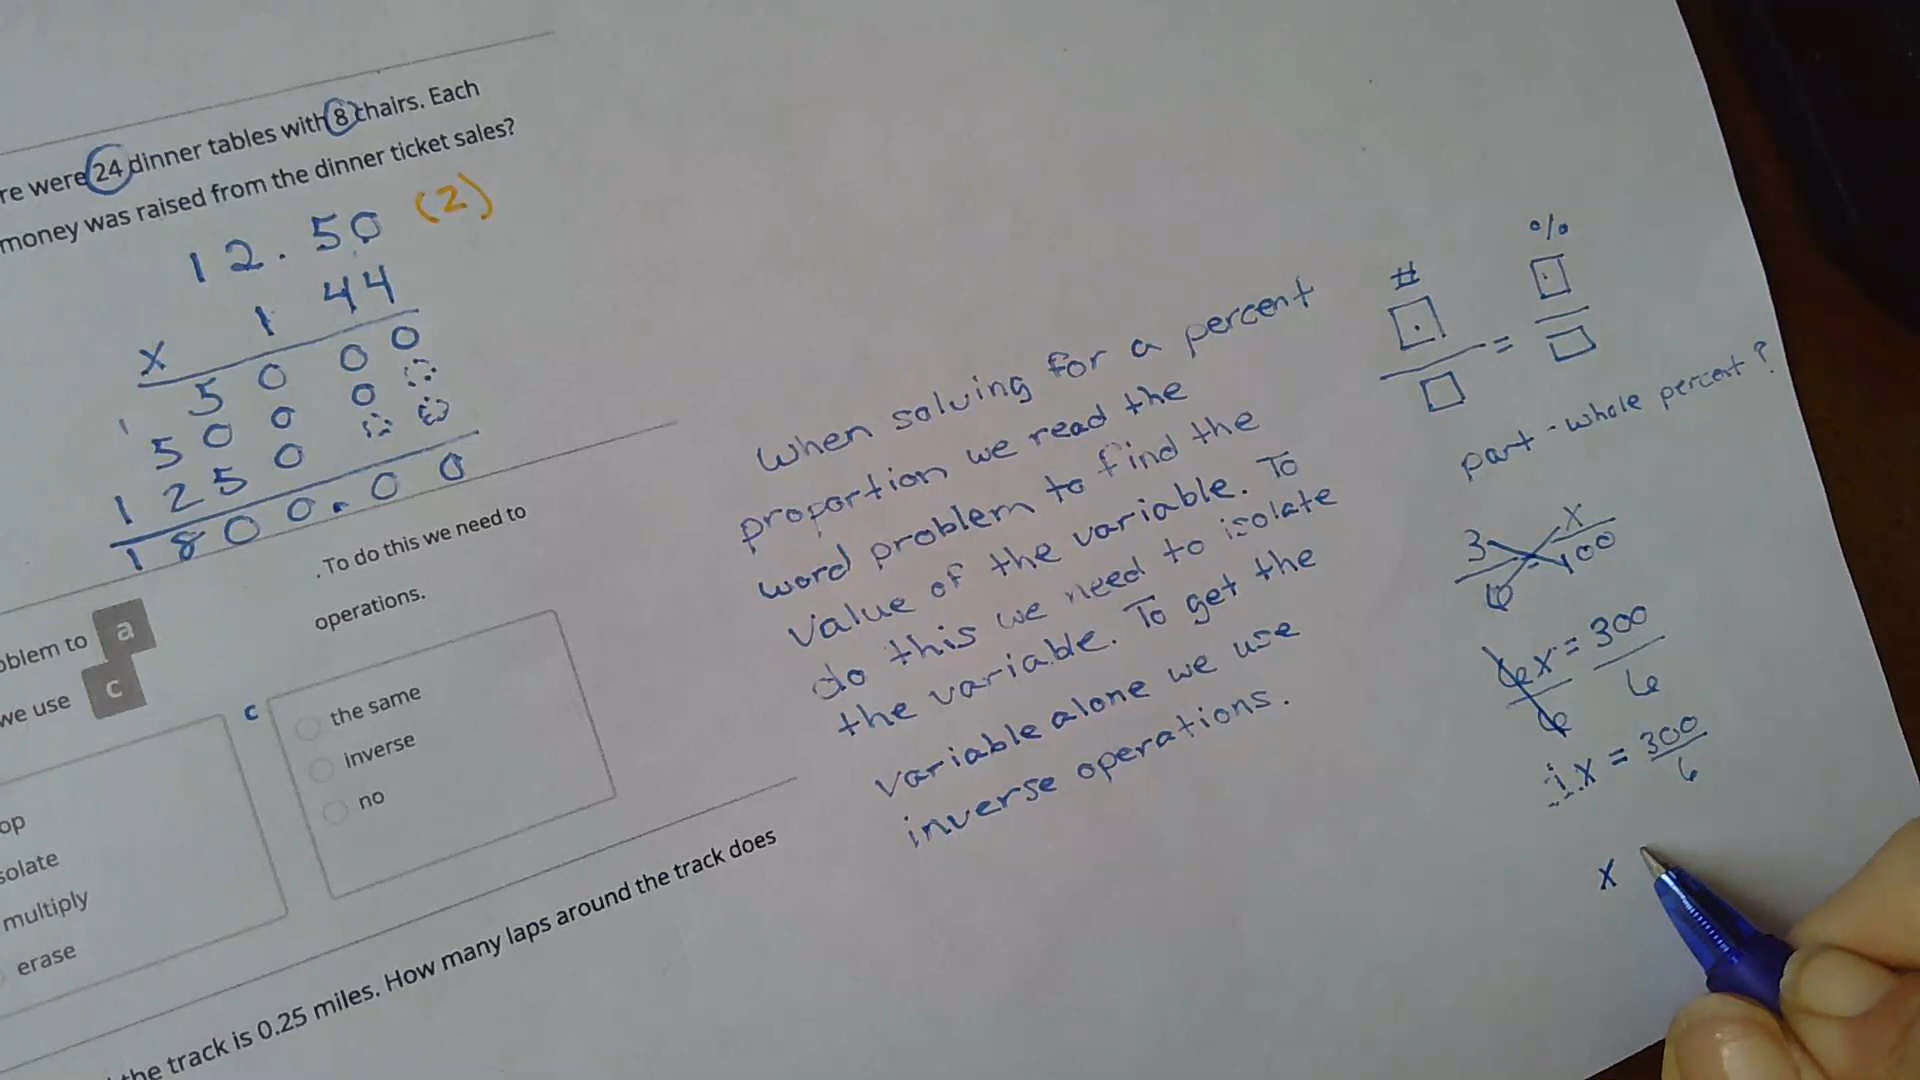 re were 24 dinner tables with 8 chairs. Each
money was raised from the dinner ticket sales?
12.50 (2)
x 1 44
5 0 0 0
1
5 0 0 0
1 2 5 0
1 8 0 0 . 0 0
. To do this we need to
operations.
oblem to a
we use c
op
solate
multiply
erase
c
the same
inverse
no
the track is 0.25 miles. How many laps around the track does
When solving for a percent
proportion we read the
word problem to find the
value of the variable. To
do this we need to isolate
the variable. To get the
variable alone we use
inverse operations.
# %
=
part - whole percent?
3 x
6 100
6x = 300
6 6
1x = 300
6
x